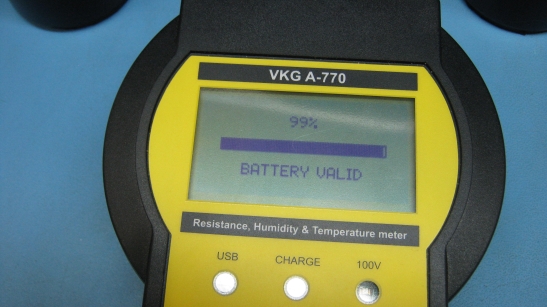 VKG A-770
99%
BATTERY VALID
Resistance, Humidity & Temperature meter
USB CHARGE 100V